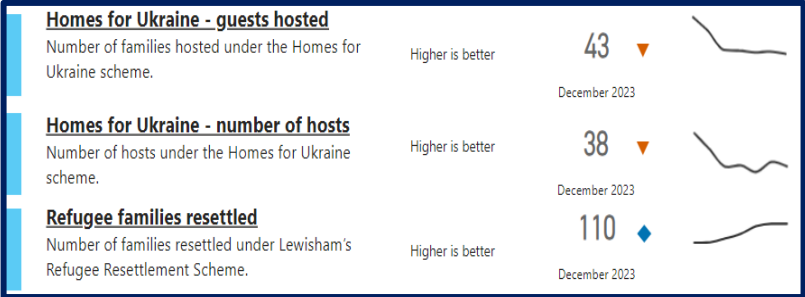 Homes for Ukraine - guests hosted
Number of families hosted under the Homes for
Ukraine scheme.
Higher is better
43
December 2023
Homes for Ukraine - number of hosts
Number of hosts under the Homes for Ukraine
scheme.
Higher is better
38
December 2023
Refugee families resettled
Number of families resettled under Lewisham's
Refugee Resettlement Scheme.
Higher is better
110
December 2023